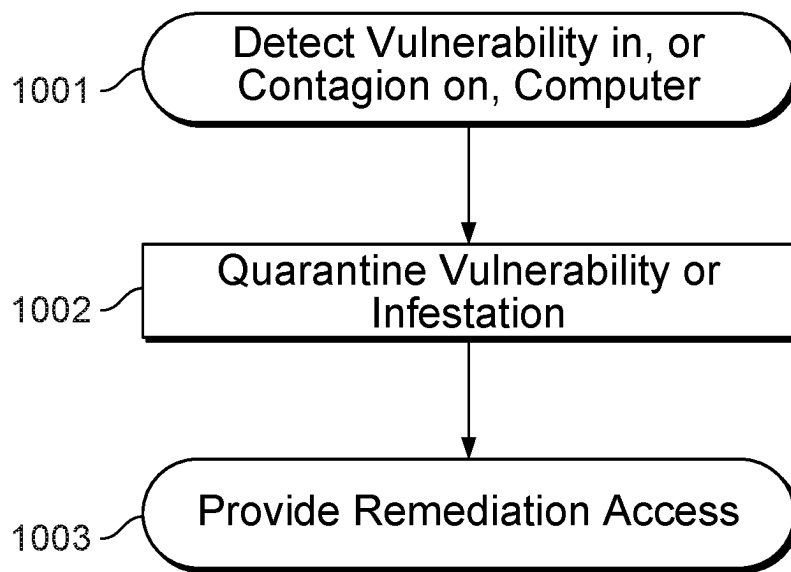 Detect Vulnerability in, or
Contagion on, Computer
1001
Quarantine Vulnerability or
Infestation
1002
Provide Remediation Access
1003